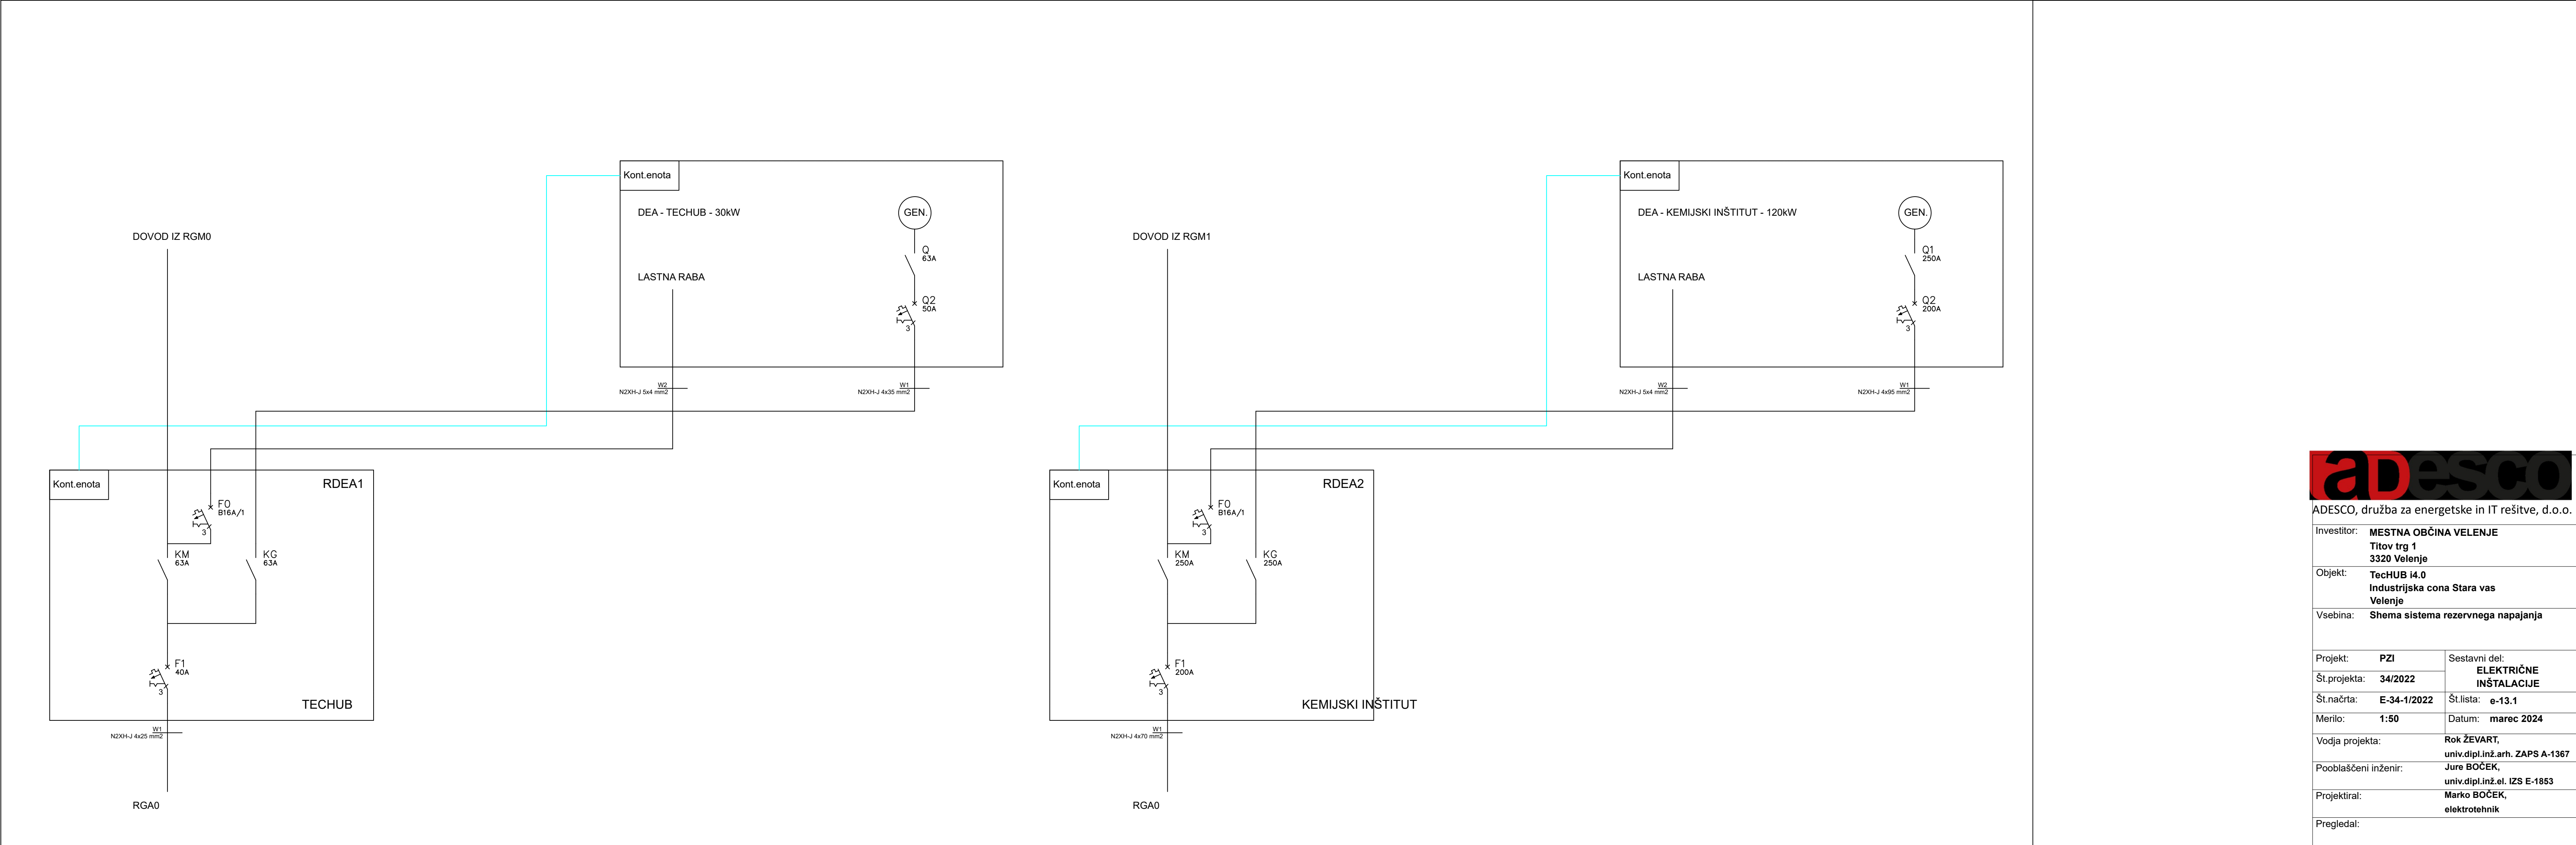 Kont.enota
DEA - TECHUB - 30kW
GEN.
Q
63A
LASTNA RABA
Q2
50A
3
W2
N2XH-J 5x4 mm2
W1
N2XH-J 4x35 mm2
DOVOD IZ RGM0
Kont.enota
RDEA1
F0
B16A/1
3
KM
63A
KG
63A
F1
40A
3
TECHUB
W1
N2XH-J 4x25 mm2
RGA0
Kont.enota
DEA - KEMIJSKI INŠTITUT - 120kW
GEN.
Q1
250A
LASTNA RABA
Q2
200A
3
W2
N2XH-J 5x4 mm2
W1
N2XH-J 4x95 mm2
DOVOD IZ RGM1
Kont.enota
RDEA2
F0
B16A/1
3
KM
250A
KG
250A
F1
200A
3
KEMIJSKI INŠTITUT
W1
N2XH-J 4x70 mm2
RGA0
aDesco
ADESCO, družba za energetske in IT rešitve, d.o.o.
Investitor: MESTNA OBČINA VELENJE
Titov trg 1
3320 Velenje
Objekt: TecHUB i4.0
Industrijska cona Stara vas
Velenje
Vsebina: Shema sistema rezervnega napajanja
Projekt: PZI
Sestavni del:
ELEKTRIČNE
INŠTALACIJE
Št.projekta: 34/2022
Št.načrta: E-34-1/2022
Št.lista: e-13.1
Merilo: 1:50
Datum: marec 2024
Vodja projekta: Rok ŽEVART,
univ.dipl.inž.arh. ZAPS A-1367
Pooblaščeni inženir: Jure BOČEK,
univ.dipl.inž.el. IZS E-1853
Projektiral: Marko BOČEK,
elektrotehnik
Pregledal: